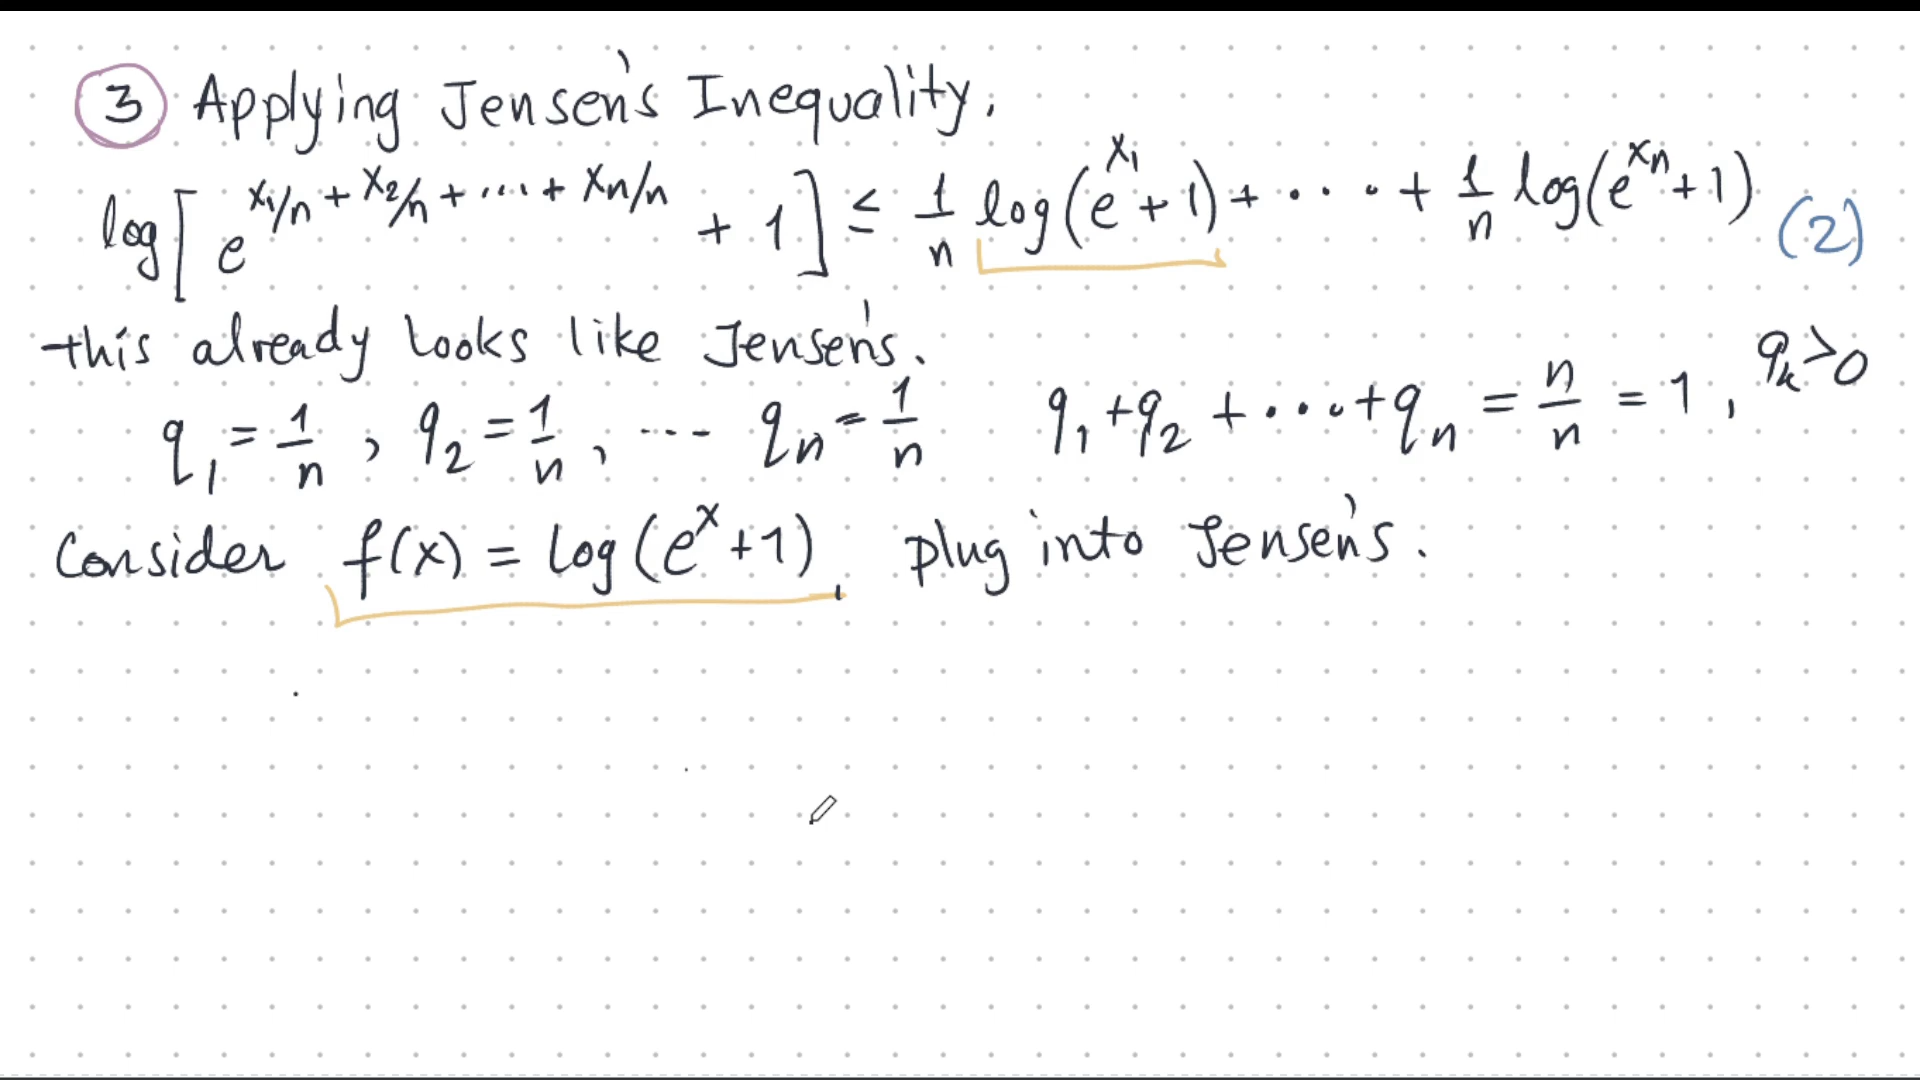 3 Applying Jensen's Inequality.
log[ e^{x₁/n + x₂/n + ... + xₙ/n} + 1 ] ≤ 1/n log(e^{x₁} + 1) + .... + 1/n log(e^{xₙ} + 1) (2)
this already looks like Jensen's.
q₁ = 1/n , q₂ = 1/n , ... qₙ = 1/n q₁ + q₂ + .... + qₙ = n/n = 1 , qₖ > 0
Consider f(x) = log(e^x + 1), plug into Jensen's.